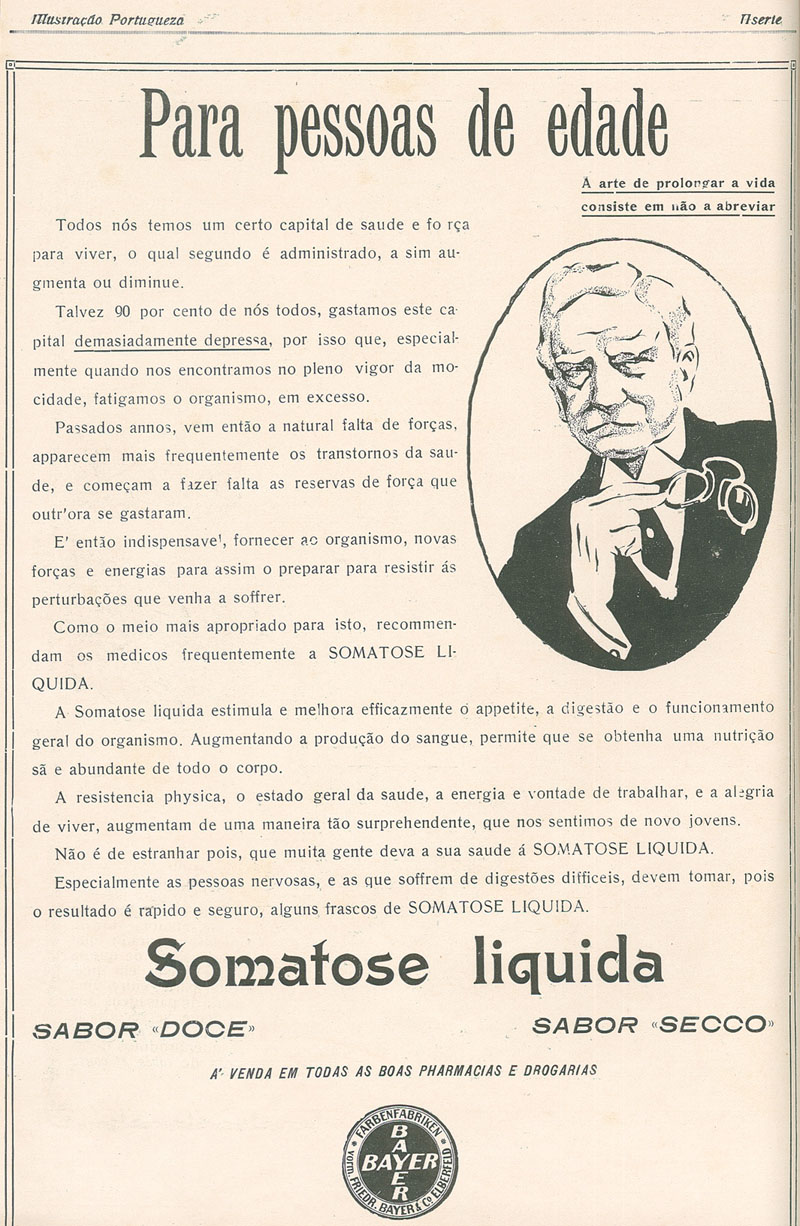 Illustração Portugueza
II serie
Para pessoas de edade
A arte de prolongar a vida
consiste em não a abreviar
Todos nós temos um certo capital de saude e fo rça
para viver, o qual segundo é administrado, a sim au-
gmenta ou diminue.
Talvez 90 por cento de nós todos, gastamos este ca-
pital demasiadamente depressa, por isso que, especial-
mente quando nos encontramos no pleno vigor da mo-
cidade, fatigamos o organismo, em excesso.
Passados annos, vem então a natural falta de forças,
apparecem mais frequentemente os transtornos da sau-
de, e começam a fazer falta as reservas de força que
outr'ora se gastaram.
E' então indispensavel, fornecer ao organismo, novas
forças e energias para assim o preparar para resistir ás
perturbações que venha a soffrer.
Como o meio mais apropriado para isto, recommen-
dam os medicos frequentemente a SOMATOSE LI-
QUIDA.
A Somatose liquida estimula e melhora efficazmente o appetite, a digestão e o funcionamento
geral do organismo. Augmentando a produção do sangue, permite que se obtenha uma nutrição
sã e abundante de todo o corpo.
A resistencia physica, o estado geral da saude, a energia e vontade de trabalhar, e a alegria
de viver, augmentam de uma maneira tão surprehendente, que nos sentimos de novo jovens.
Não é de estranhar pois, que muita gente deva a sua saude á SOMATOSE LIQUIDA.
Especialmente as pessoas nervosas, e as que soffrem de digestões difficeis, devem tomar, pois
o resultado é rapido e seguro, alguns frascos de SOMATOSE LIQUIDA.
Somatose liquida
SABOR «DOCE»
SABOR «SECCO»
A' VENDA EM TODAS AS BOAS PHARMACIAS E DROGARIAS
FARBENFABRIKEN
BAYER
BAYER
vorm. FRIEDR. BAYER & Co ELBERFELD